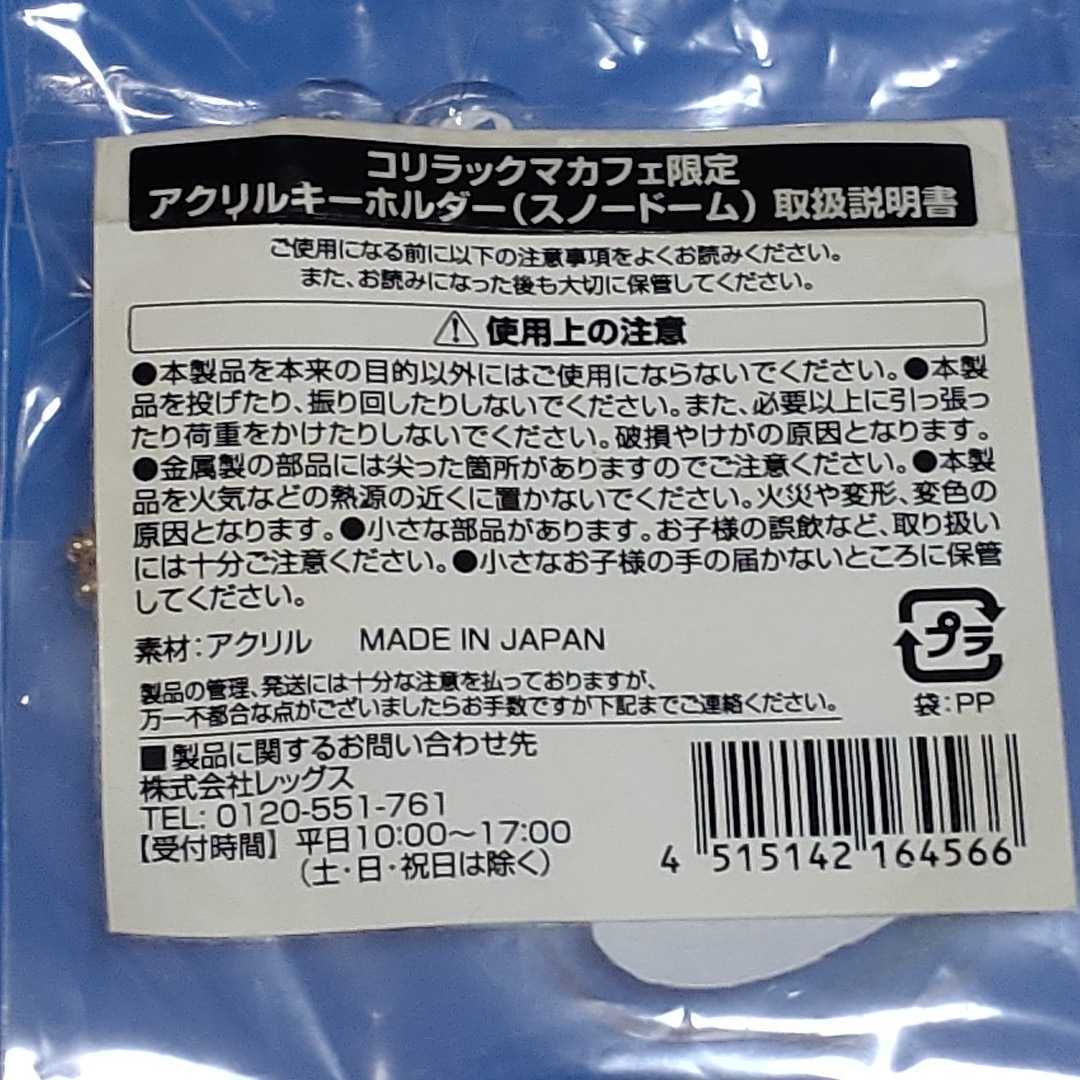 コリラックマカフェ限定
アクリルキーホルダー(スノードーム) 取扱説明書
ご使用になる前に以下の注意事項をよくお読みください。
また、お読みになった後も大切に保管してください。
使用上の注意
●本製品を本来の目的以外にはご使用にならないでください。●本製
品を投げたり、振り回したりしないでください。また、必要以上に引っ張っ
たり荷重をかけたりしないでください。破損やけがの原因となります。
●金属製の部品には尖った箇所がありますのでご注意ください。●本製
品を火気などの熱源の近くに置かないでください。火災や変形、変色の
原因となります。●小さな部品があります。お子様の誤飲など、取り扱い
には十分ご注意ください。●小さなお子様の手の届かないところに保管
してください。
素材:アクリル MADE IN JAPAN
プラ
袋:PP
製品の管理、発送には十分な注意を払っておりますが、
万一不都合な点がございましたらお手数ですが下記までご連絡ください。
■製品に関するお問い合わせ先
株式会社レッグス
TEL: 0120-551-761
【受付時間】 平日10:00〜17:00
(土・日・祝日は除く)
4 515142 164566